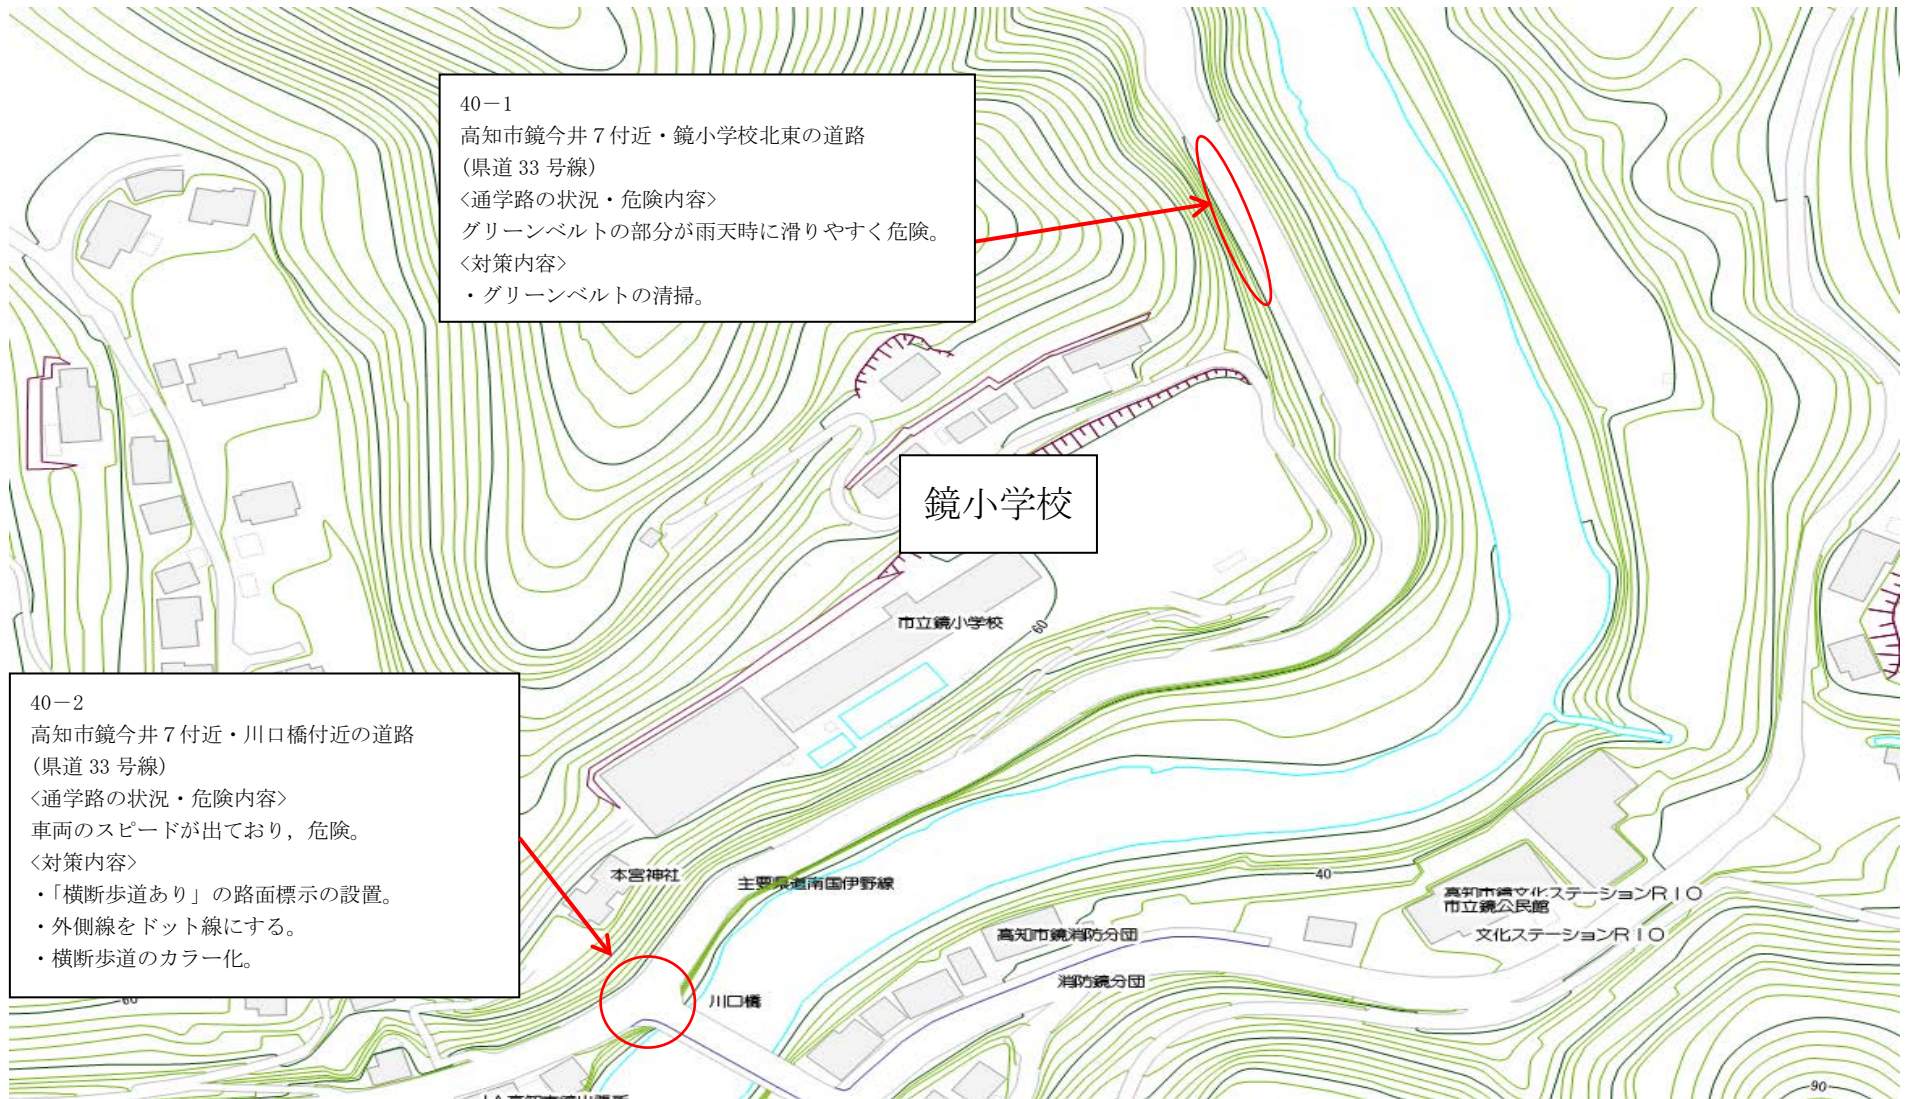 40－1
高知市鏡今井７付近・鏡小学校北東の道路
(県道 33 号線)
<通学路の状況・危険内容>
グリーンベルトの部分が雨天時に滑りやすく危険。
<対策内容>
・グリーンベルトの清掃。
鏡小学校
市立鏡小学校
60
40－2
高知市鏡今井７付近・川口橋付近の道路
(県道 33 号線)
<通学路の状況・危険内容>
車両のスピードが出ており，危険。
<対策内容>
・「横断歩道あり」の路面標示の設置。
・外側線をドット線にする。
・横断歩道のカラー化。
60
本宮神社
主要県道南国伊野線
40
高知市鏡文化ステーションＲＩＯ
市立鏡公民館
文化ステーションＲＩＯ
高知市鏡消防分団
消防鏡分団
川口橋
90